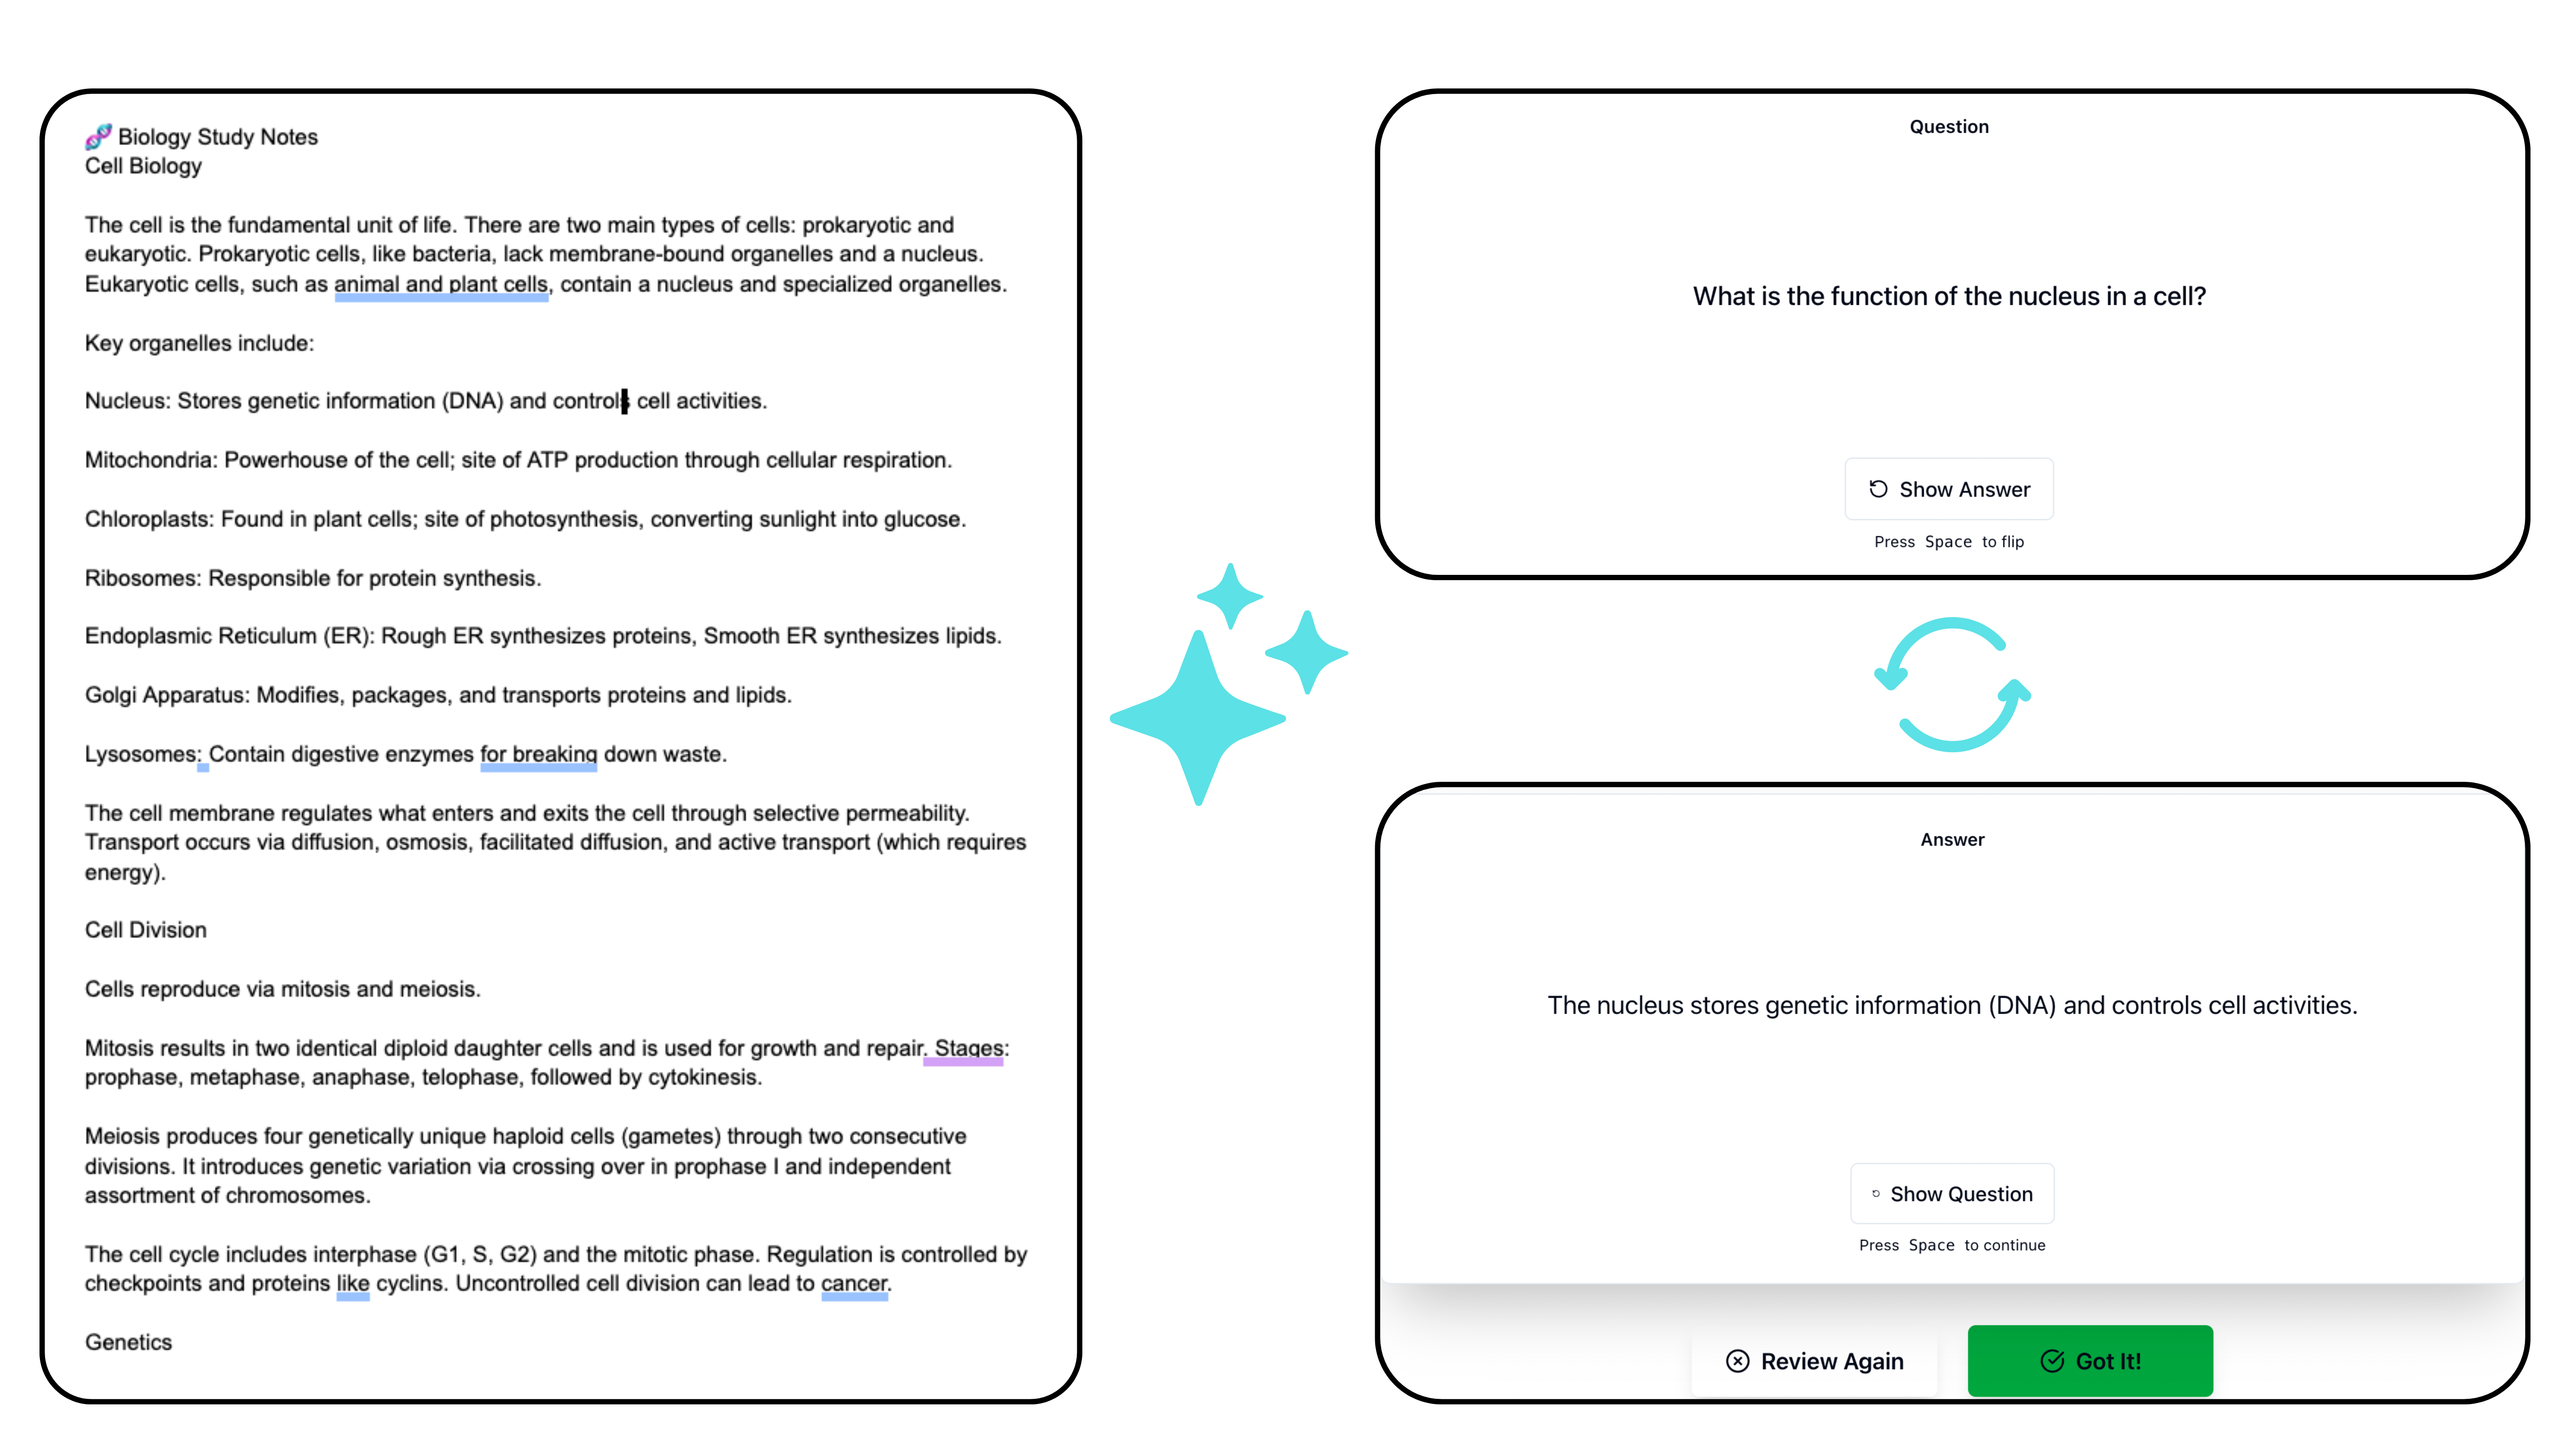 🧬 Biology Study Notes
Cell Biology
The cell is the fundamental unit of life. There are two main types of cells: prokaryotic and
eukaryotic. Prokaryotic cells, like bacteria, lack membrane-bound organelles and a nucleus.
Eukaryotic cells, such as animal and plant cells, contain a nucleus and specialized organelles.
Key organelles include:
Nucleus: Stores genetic information (DNA) and controls cell activities.
Mitochondria: Powerhouse of the cell; site of ATP production through cellular respiration.
Chloroplasts: Found in plant cells; site of photosynthesis, converting sunlight into glucose.
Ribosomes: Responsible for protein synthesis.
Endoplasmic Reticulum (ER): Rough ER synthesizes proteins, Smooth ER synthesizes lipids.
Golgi Apparatus: Modifies, packages, and transports proteins and lipids.
Lysosomes: Contain digestive enzymes for breaking down waste.
The cell membrane regulates what enters and exits the cell through selective permeability.
Transport occurs via diffusion, osmosis, facilitated diffusion, and active transport (which requires
energy).
Cell Division
Cells reproduce via mitosis and meiosis.
Mitosis results in two identical diploid daughter cells and is used for growth and repair. Stages:
prophase, metaphase, anaphase, telophase, followed by cytokinesis.
Meiosis produces four genetically unique haploid cells (gametes) through two consecutive
divisions. It introduces genetic variation via crossing over in prophase I and independent
assortment of chromosomes.
The cell cycle includes interphase (G1, S, G2) and the mitotic phase. Regulation is controlled by
checkpoints and proteins like cyclins. Uncontrolled cell division can lead to cancer.
Genetics
Question
What is the function of the nucleus in a cell?
Show Answer
Press Space to flip
Answer
The nucleus stores genetic information (DNA) and controls cell activities.
Show Question
Press Space to continue
Review Again
Got It!